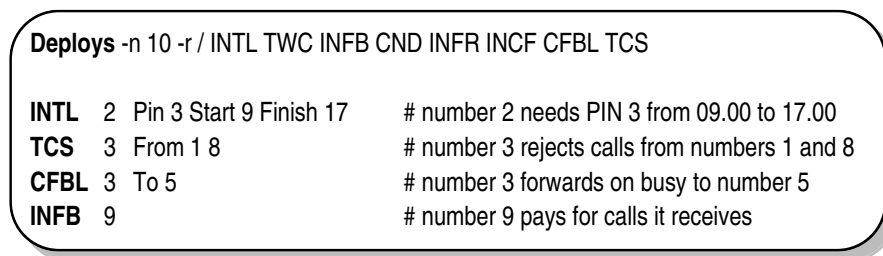 Deploys -n 10 -r / INTL TWC INFB CND INFR INCF CFBL TCS
INTL 2 Pin 3 Start 9 Finish 17 # number 2 needs PIN 3 from 09.00 to 17.00
TCS 3 From 1 8 # number 3 rejects calls from numbers 1 and 8
CFBL 3 To 5 # number 3 forwards on busy to number 5
INFB 9 # number 9 pays for calls it receives